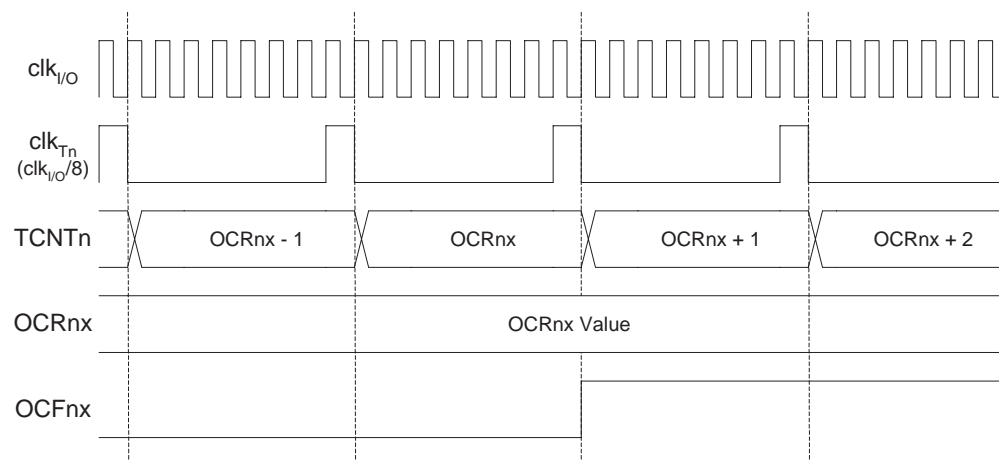 clkI/O
clkTn
(clkI/O/8)
TCNTn
OCRnx - 1
OCRnx
OCRnx + 1
OCRnx + 2
OCRnx
OCRnx Value
OCFnx